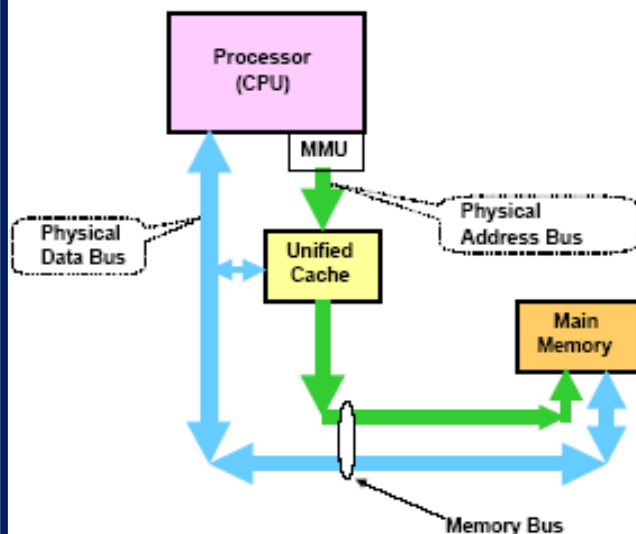 Processor
(CPU)
MMU
Physical
Data Bus
Physical
Address Bus
Unified
Cache
Main
Memory
Memory Bus